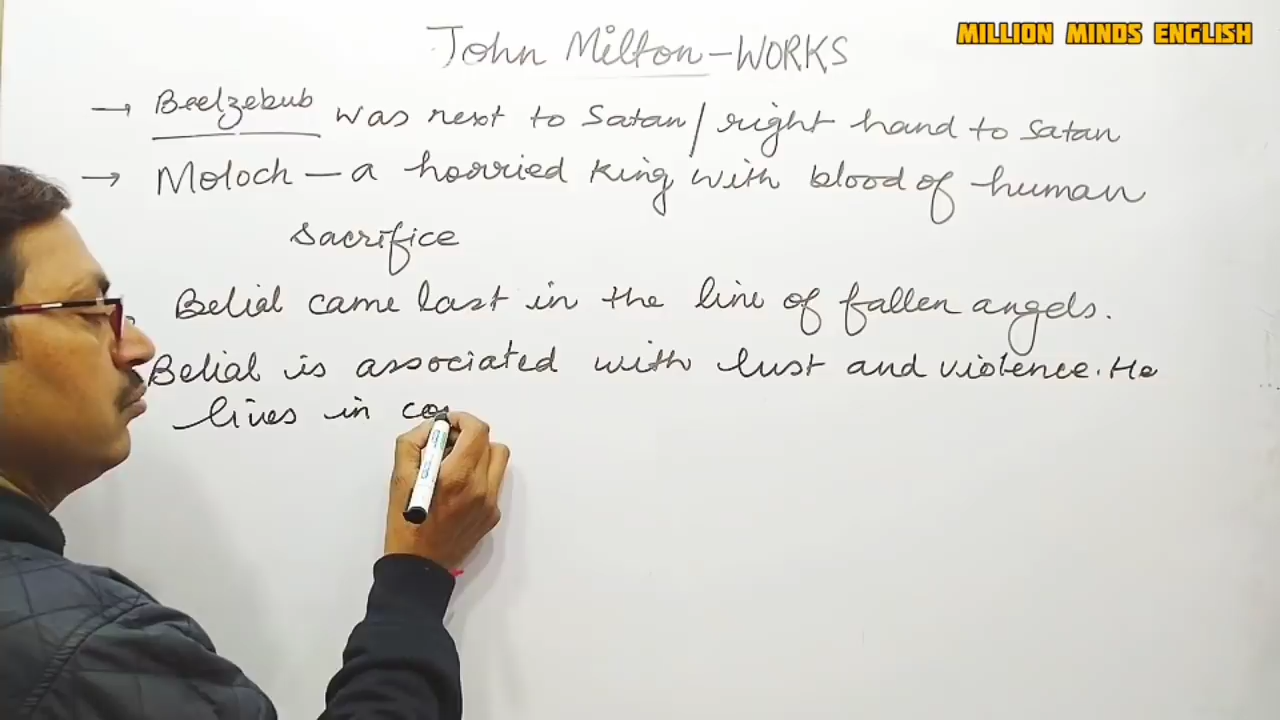 John Milton-WORKS
MILLION MINDS ENGLISH
→ Beelzebub was next to Satan/right hand to Satan
→ Moloch - a horried King with blood of human
sacrifice
Belial came last in the line of fallen angels.
Belial is associated with lust and violence. He
lives in co